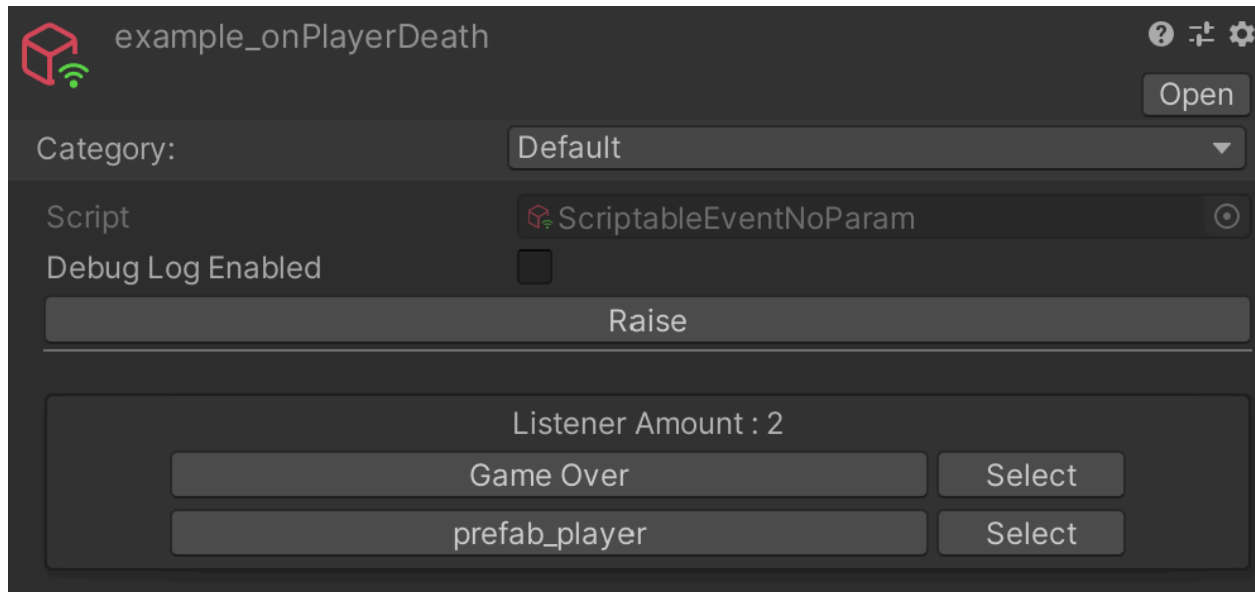 example_onPlayerDeath
Open
Category: Default
Script ScriptableEventNoParam
Debug Log Enabled
Raise
Listener Amount : 2
Game Over Select
prefab_player Select